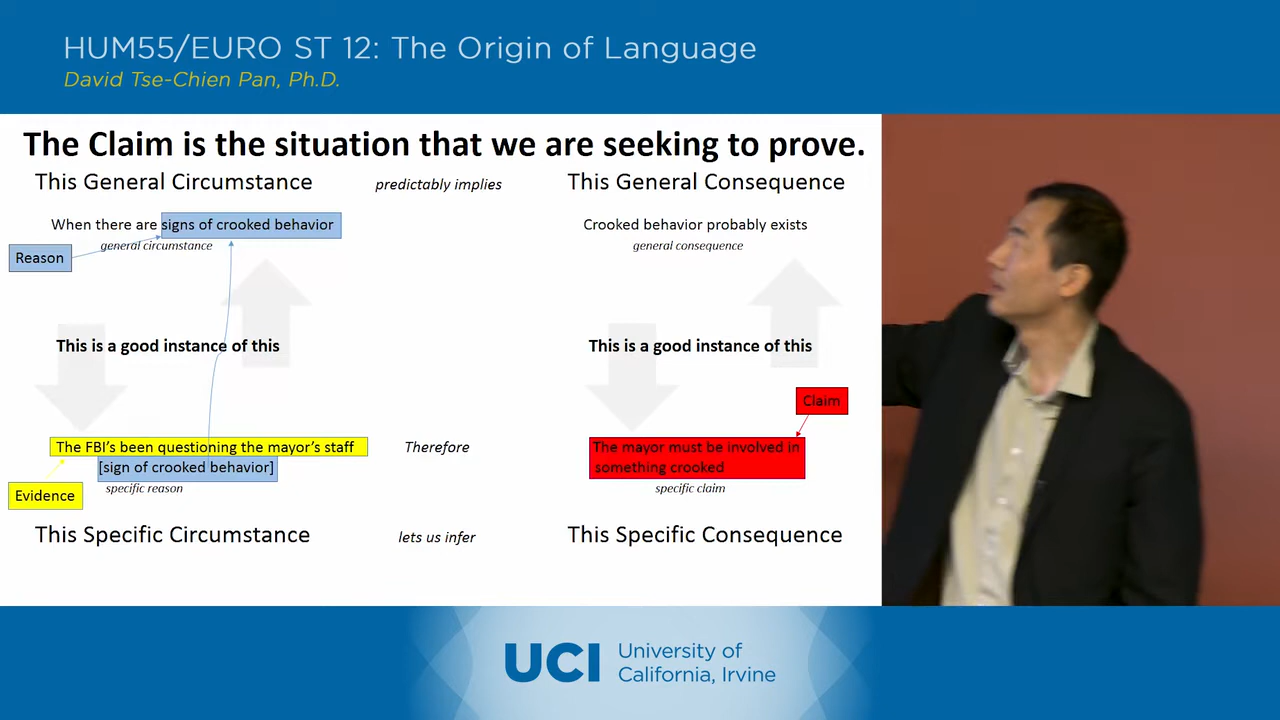 HUM55/EURO ST 12: The Origin of Language
David Tse-Chien Pan, Ph.D.
The Claim is the situation that we are seeking to prove.
This General Circumstance
predictably implies
This General Consequence
When there are signs of crooked behavior
general circumstance
Reason
Crooked behavior probably exists
general consequence
This is a good instance of this
This is a good instance of this
Claim
The FBI's been questioning the mayor's staff
[sign of crooked behavior]
specific reason
Evidence
Therefore
The mayor must be involved in
something crooked
specific claim
This Specific Circumstance
lets us infer
This Specific Consequence
UCI
University of
California, Irvine